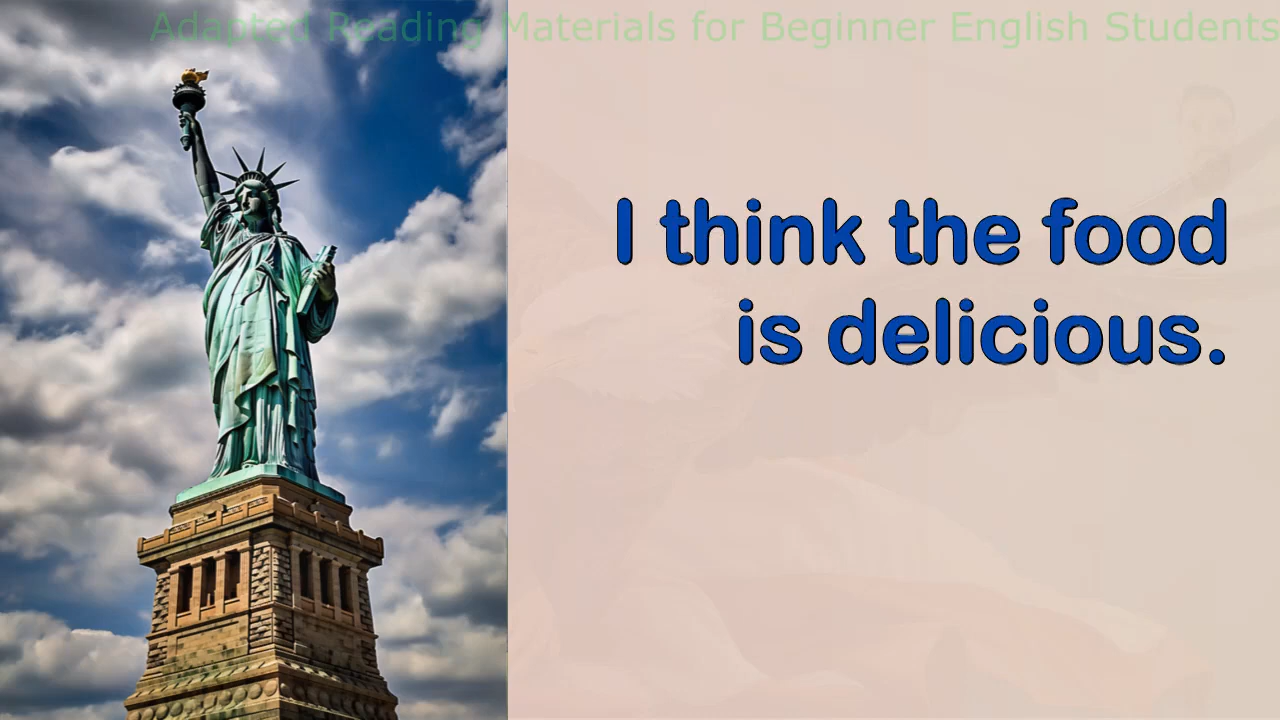 Adapted Reading Materials for Beginner English Students
I think the food
is delicious.